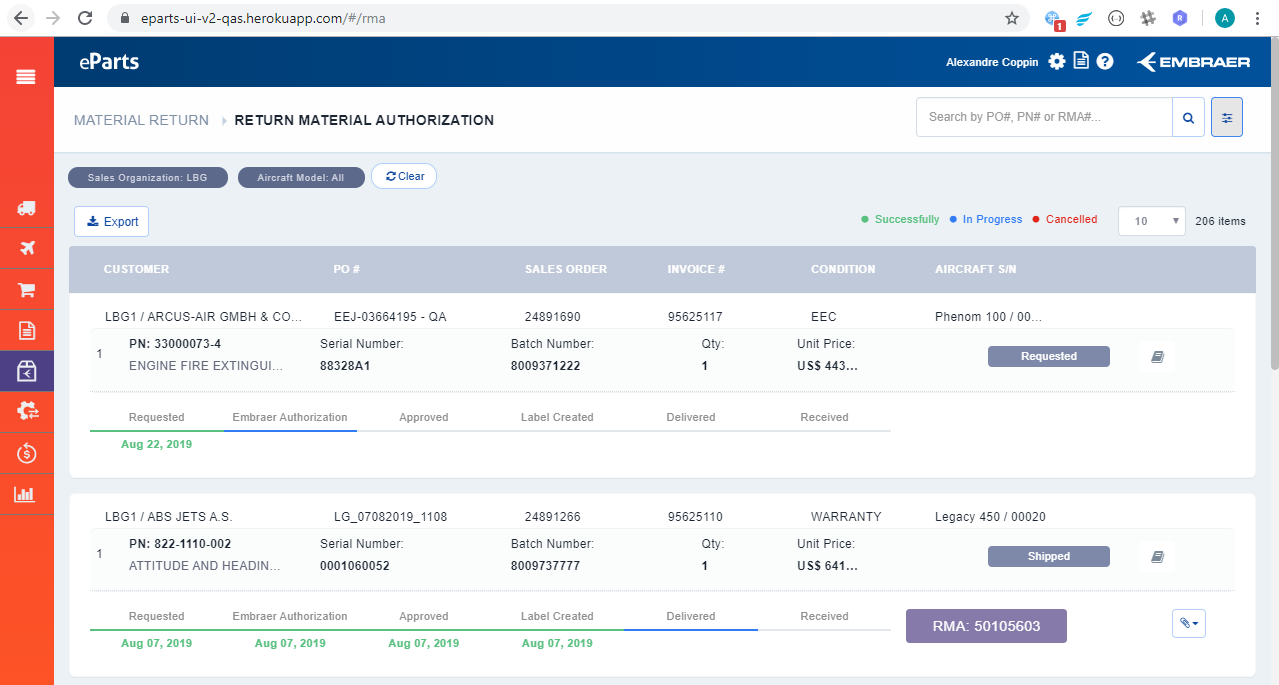 eparts-ui-v2-qas.herokuapp.com/#/rma
1
A
eParts
Alexandre Coppin
EMBRAER
MATERIAL RETURN RETURN MATERIAL AUTHORIZATION
Search by PO#, PN# or RMA#...
Sales Organization: LBG Aircraft Model: All Clear
Export
Successfully In Progress Cancelled 10 206 items
CUSTOMER PO # SALES ORDER INVOICE # CONDITION AIRCRAFT S/N
LBG1 / ARCUS-AIR GMBH & CO... EEJ-03664195 - QA 24891690 95625117 EEC Phenom 100 / 00...
PN: 33000073-4 Serial Number: Batch Number: Qty: Unit Price:
1 Requested
ENGINE FIRE EXTINGUI... 88328A1 8009371222 1 US$ 443...
Requested Embraer Authorization Approved Label Created Delivered Received
Aug 22, 2019
LBG1 / ABS JETS A.S. LG_07082019_1108 24891266 95625110 WARRANTY Legacy 450 / 00020
PN: 822-1110-002 Serial Number: Batch Number: Qty: Unit Price:
1 Shipped
ATTITUDE AND HEADIN... 0001000052 8009737777 1 US$ 641...
Requested Embraer Authorization Approved Label Created Delivered Received
RMA: 50105603
Aug 07, 2019 Aug 07, 2019 Aug 07, 2019 Aug 07, 2019